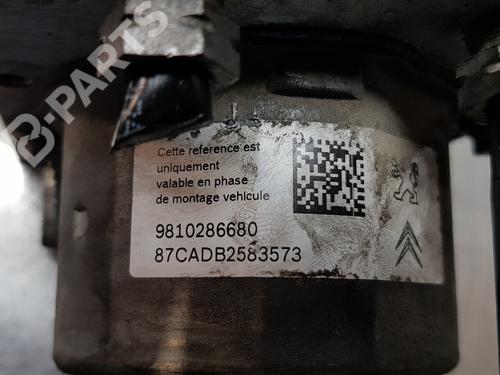 B-PARTS
Cette reference est
uniquement
valable en phase
de montage vehicule
9810286680
87CADB2583573